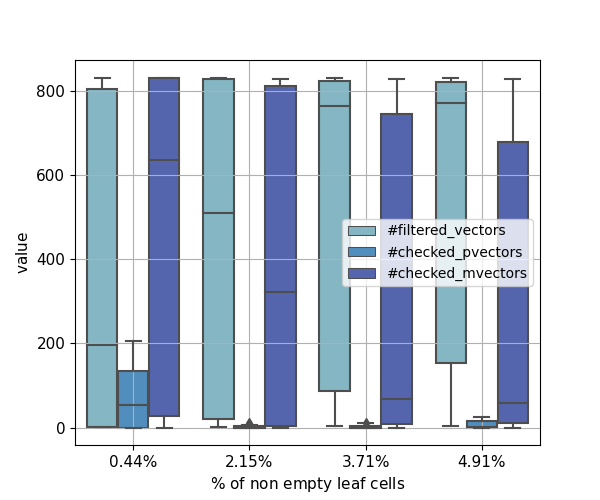 800
600
400
200
0
value
#filtered_vectors
#checked_pvectors
#checked_mvectors
0.44% 2.15% 3.71% 4.91%
% of non empty leaf cells